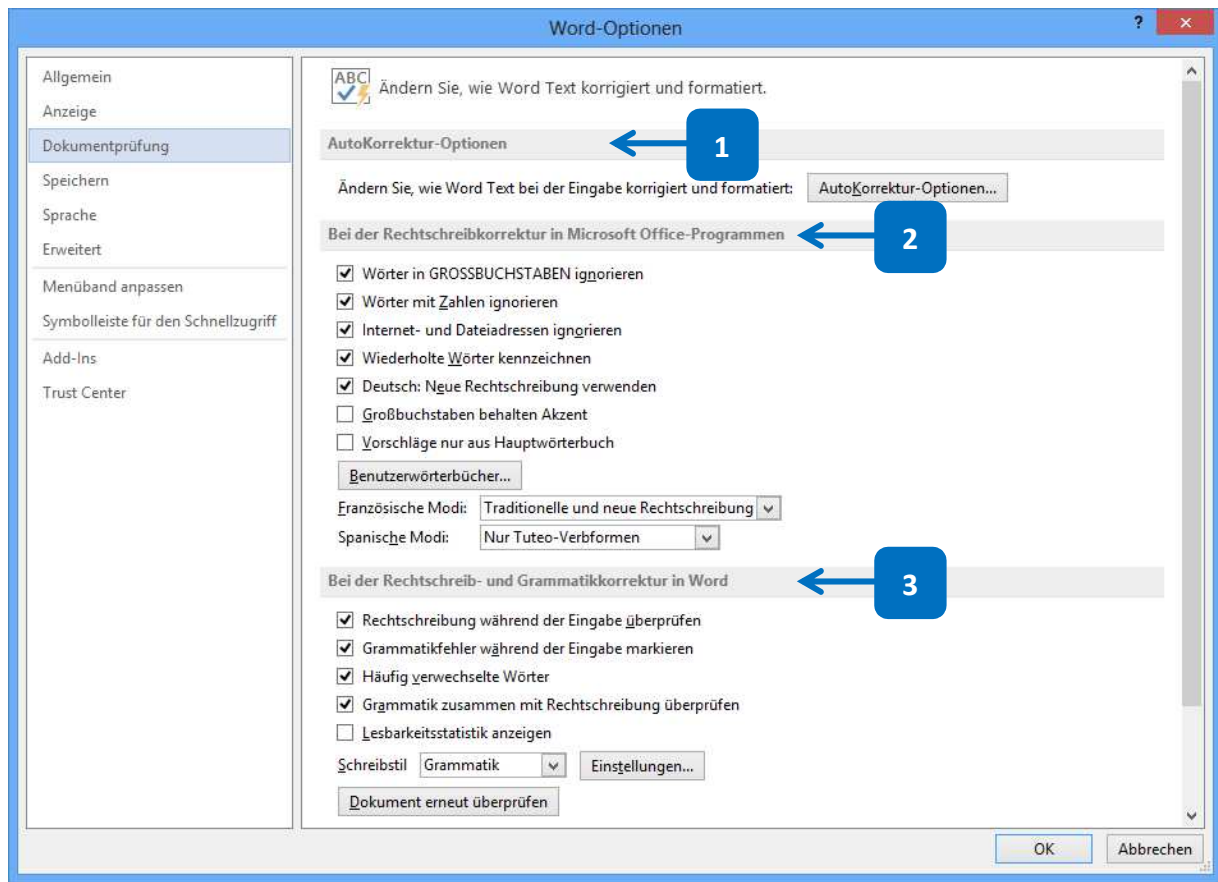 Word-Optionen
?
Allgemein
Anzeige
Dokumentprüfung
Speichern
Sprache
Erweitert
Menüband anpassen
Symbolleiste für den Schnellzugriff
Add-Ins
Trust Center
ABC
Ändern Sie, wie Word Text korrigiert und formatiert.
AutoKorrektur-Optionen
1
Ändern Sie, wie Word Text bei der Eingabe korrigiert und formatiert: AutoKorrektur-Optionen...
Bei der Rechtschreibkorrektur in Microsoft Office-Programmen
2
Wörter in GROSSBUCHSTABEN ignorieren
Wörter mit Zahlen ignorieren
Internet- und Dateiadressen ignorieren
Wiederholte Wörter kennzeichnen
Deutsch: Neue Rechtschreibung verwenden
Großbuchstaben behalten Akzent
Vorschläge nur aus Hauptwörterbuch
Benutzerwörterbücher...
Französische Modi: Traditionelle und neue Rechtschreibung
Spanische Modi: Nur Tuteo-Verbformen
Bei der Rechtschreib- und Grammatikkorrektur in Word
3
Rechtschreibung während der Eingabe überprüfen
Grammatikfehler während der Eingabe markieren
Häufig verwechselte Wörter
Grammatik zusammen mit Rechtschreibung überprüfen
Lesbarkeitsstatistik anzeigen
Schreibstil Grammatik Einstellungen...
Dokument erneut überprüfen
OK Abbrechen